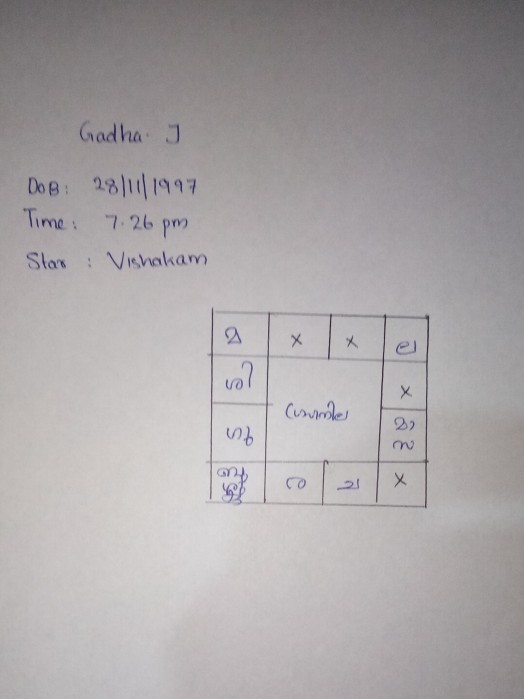 Gadha. J
DOB: 28/11/1997
Time: 7.26 pm
Star : Vishakam
മ x x ല
ശി x
ഗ്രഹനില
ഗു മാ
സ
ബു
ര ച x